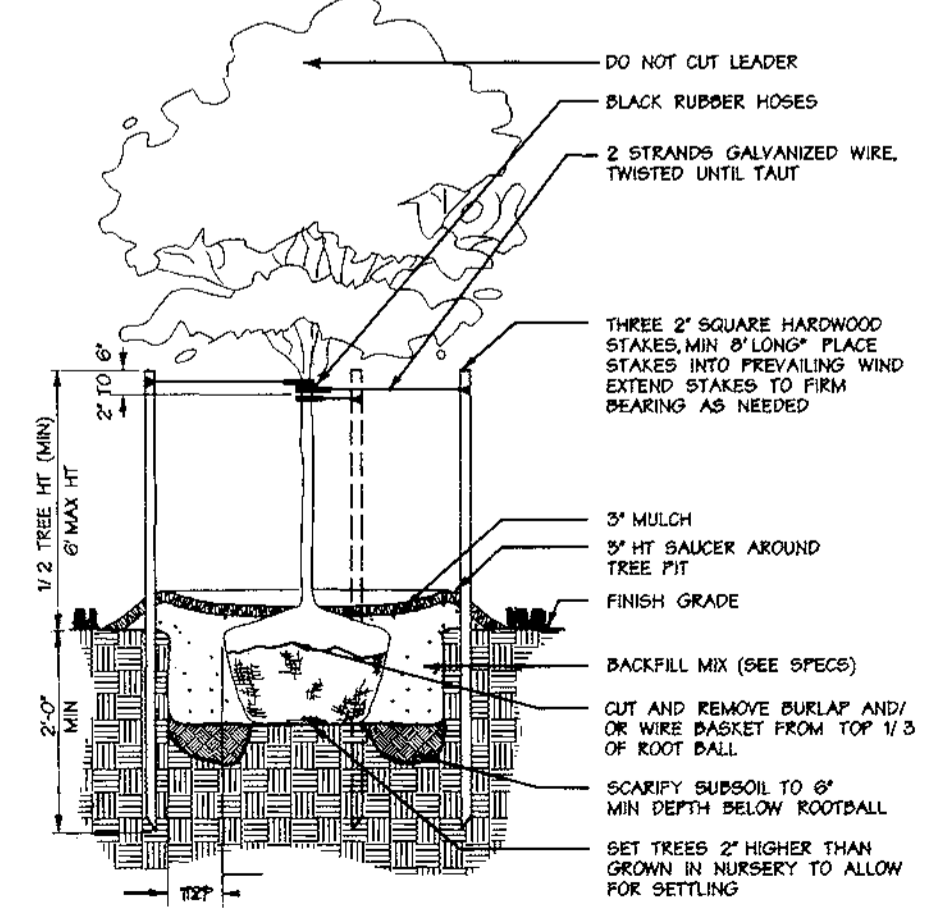 DO NOT CUT LEADER
BLACK RUBBER HOSES
2 STRANDS GALVANIZED WIRE,
TWISTED UNTIL TAUT
THREE 2" SQUARE HARDWOOD
STAKES, MIN 8' LONG" PLACE
STAKES INTO PREVAILING WIND
EXTEND STAKES TO FIRM
BEARING AS NEEDED
2" TO 6"
1/2 TREE HT (MIN)
6' MAX HT
3" MULCH
3" HT SAUCER AROUND
TREE PIT
FINISH GRADE
BACKFILL MIX (SEE SPECS)
2'-0"
MIN
CUT AND REMOVE BURLAP AND/
OR WIRE BASKET FROM TOP 1/3
OF ROOT BALL
SCARIFY SUBSOIL TO 6"
MIN DEPTH BELOW ROOTBALL
SET TREES 2" HIGHER THAN
GROWN IN NURSERY TO ALLOW
FOR SETTLING